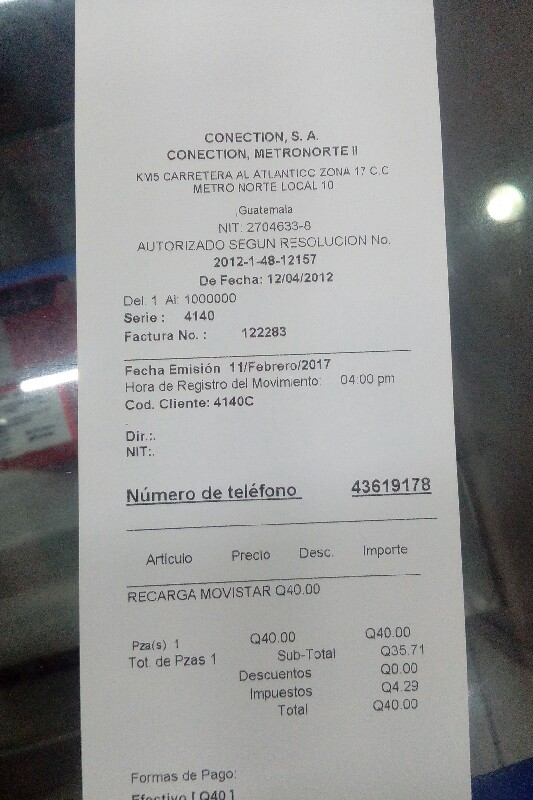 CONECTION, S. A.
CONECTION, METRONORTE II
KM5 CARRETERA AL ATLANTICC ZONA 17 C.C
METRO NORTE LOCAL 10
,Guatemala
NIT: 2704633-8
AUTORIZADO SEGUN RESOLUCION No.
2012-1-48-12157
De Fecha: 12/04/2012
Del. 1 Al: 1000000
Serie : 4140
Factura No. : 122283
Fecha Emisión 11/Febrero/2017
Hora de Registro del Movimiento: 04:00 pm
Cod. Cliente: 4140C
Dir.:.
NIT:.
Número de teléfono 43619178
Artículo Precio Desc. Importe
RECARGA MOVISTAR Q40.00
Pza(s) 1 Q40.00 Q40.00
Tot. de Pzas 1 Sub-Total Q35.71
Descuentos Q0.00
Impuestos Q4.29
Total Q40.00
Formas de Pago:
Efectivo [ Q40 ]